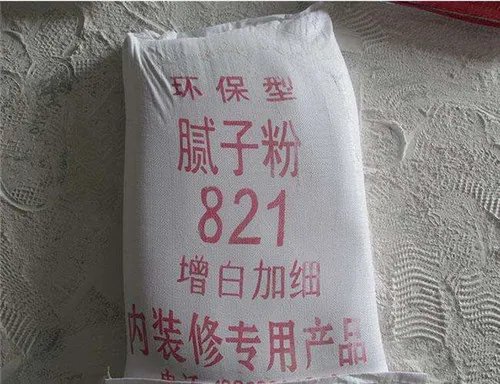 环保型
腻子粉
821
增白加细
内装修专用产品